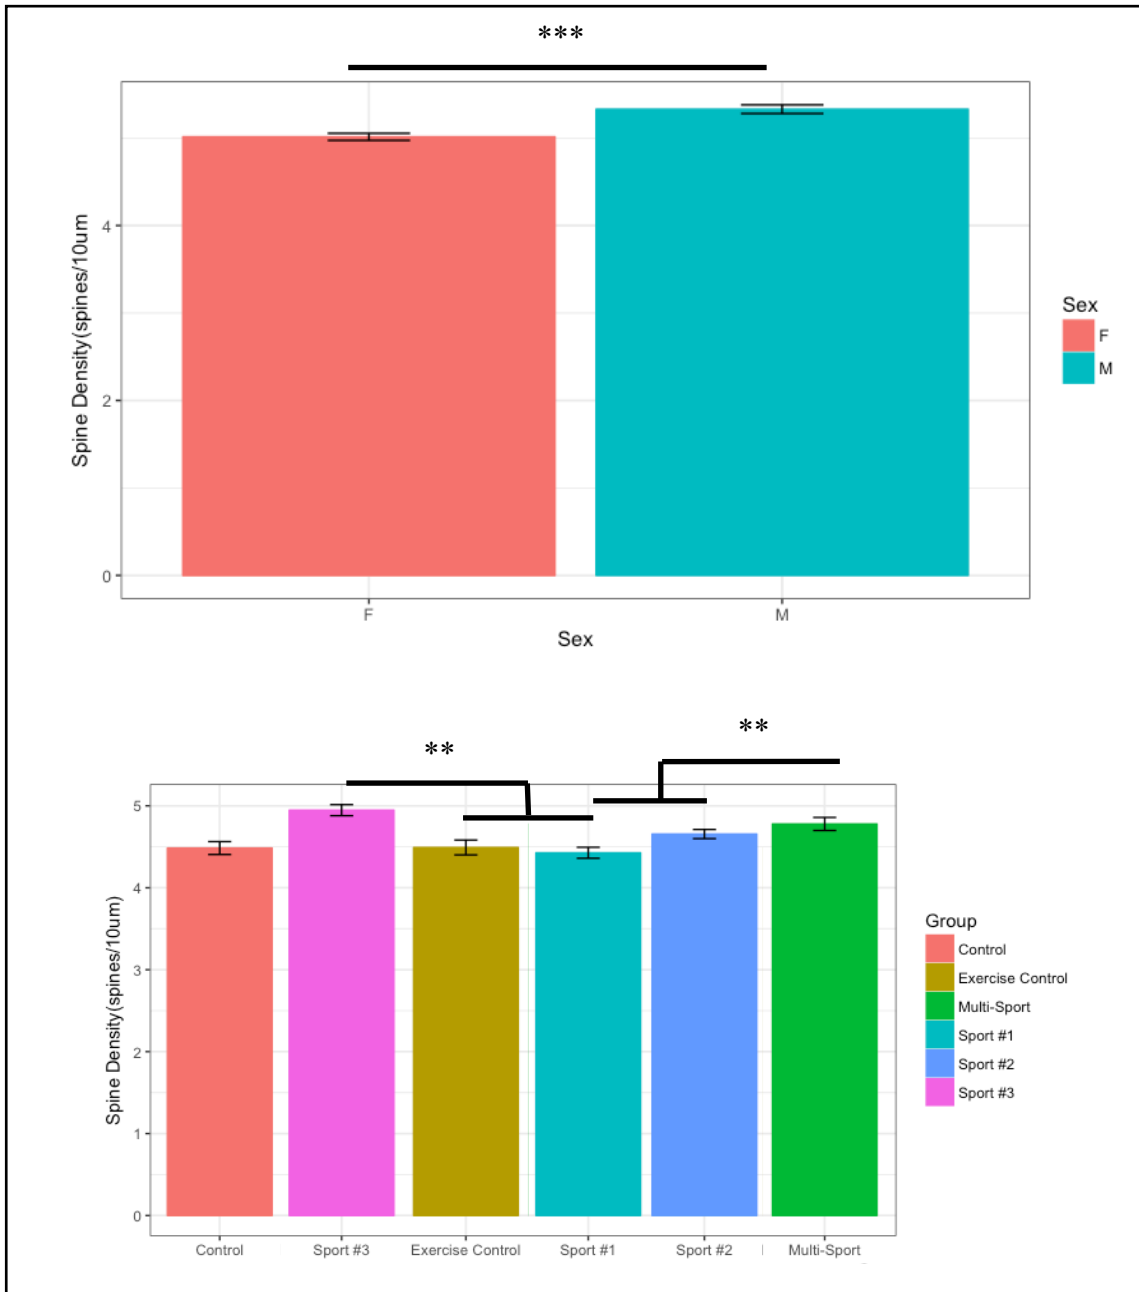 ***
Spine Density(spines/10um
4
2
0
F
M
Sex
Sex
F
M
**
**
Spine Density(spines/10um)
5
4
3
2
1
0
Control
Sport #3
Exercise Control
Sport #1
Sport #2
Multi-Sport
Group
Control
Exercise Control
Multi-Sport
Sport #1
Sport #2
Sport #3